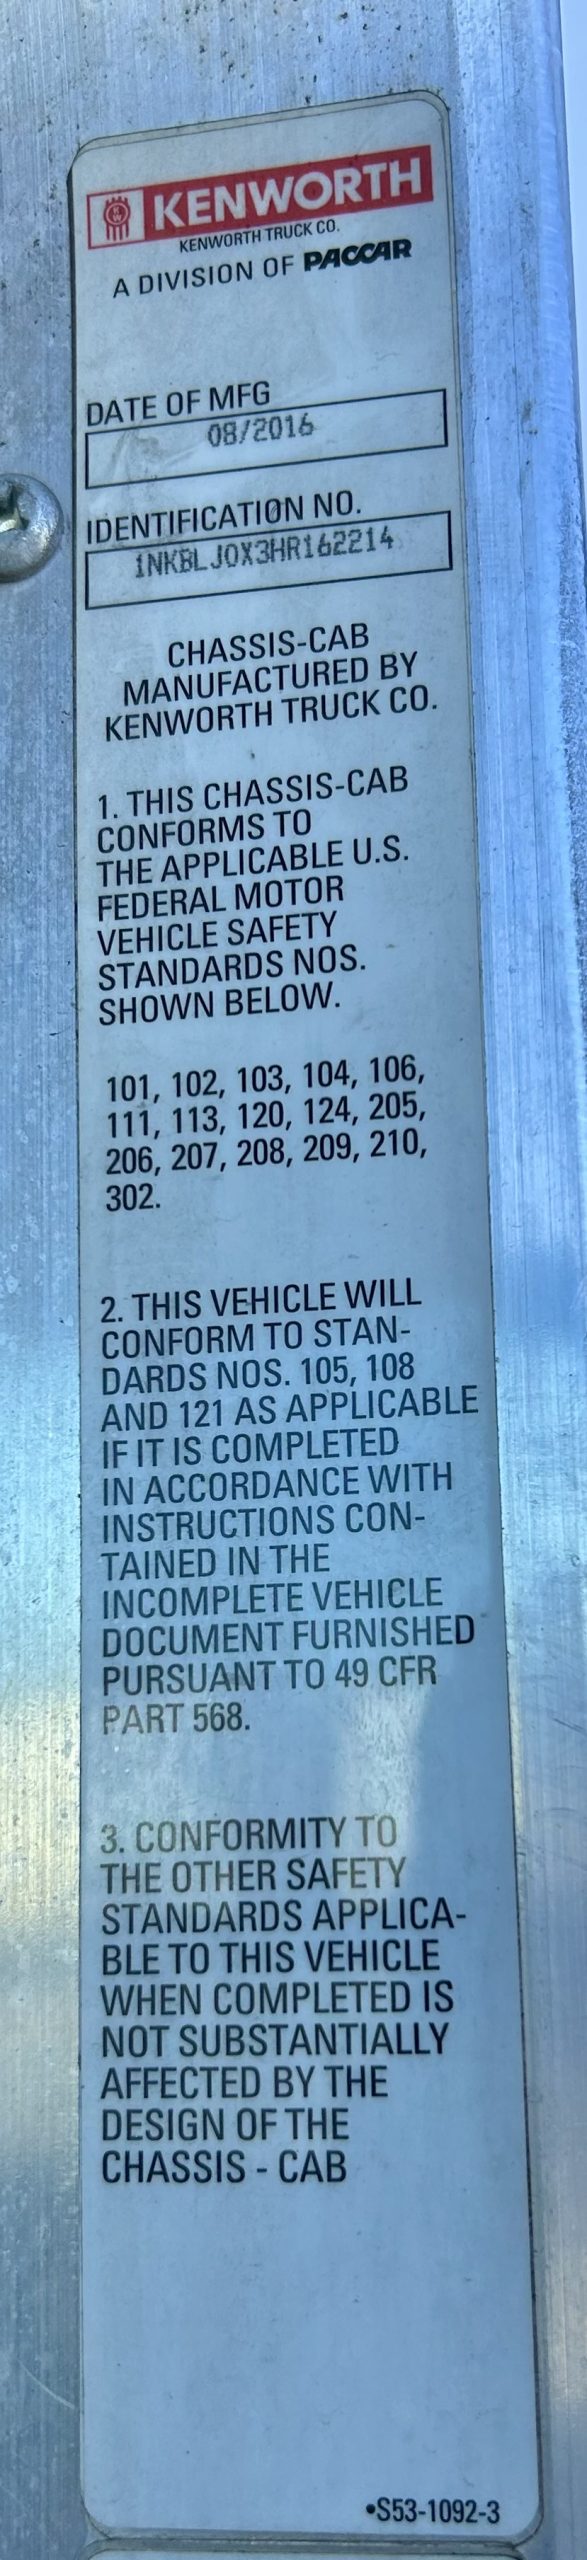 KW KENWORTH
KENWORTH TRUCK CO.
A DIVISION OF PACCAR
DATE OF MFG
08/2016
IDENTIFICATION NO.
1NKBLJ0X3HR162214
CHASSIS-CAB
MANUFACTURED BY
KENWORTH TRUCK CO.
1. THIS CHASSIS-CAB
CONFORMS TO
THE APPLICABLE U.S.
FEDERAL MOTOR
VEHICLE SAFETY
STANDARDS NOS.
SHOWN BELOW.
101, 102, 103, 104, 106,
111, 113, 120, 124, 205,
206, 207, 208, 209, 210,
302.
2. THIS VEHICLE WILL
CONFORM TO STAN-
DARDS NOS. 105, 108
AND 121 AS APPLICABLE
IF IT IS COMPLETED
IN ACCORDANCE WITH
INSTRUCTIONS CON-
TAINED IN THE
INCOMPLETE VEHICLE
DOCUMENT FURNISHED
PURSUANT TO 49 CFR
PART 568.
3. CONFORMITY TO
THE OTHER SAFETY
STANDARDS APPLICA-
BLE TO THIS VEHICLE
WHEN COMPLETED IS
NOT SUBSTANTIALLY
AFFECTED BY THE
DESIGN OF THE
CHASSIS - CAB
•S53-1092-3